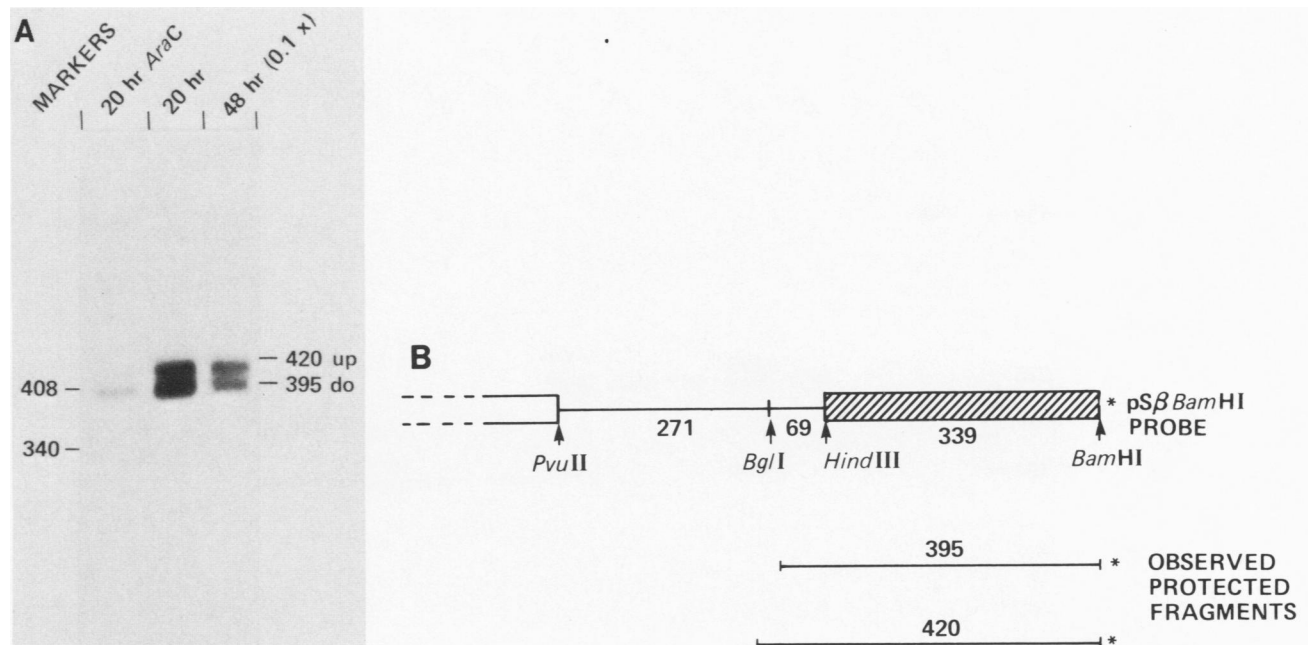 A
MARKERS
20 hr AraC
20 hr
48 hr (0.1 x)
420 up
395 do
408
340
B
* pSβ BamHI
PROBE
271
69
339
PvuII
BglI
HindIII
BamHI
395
*
420
*
OBSERVED
PROTECTED
FRAGMENTS